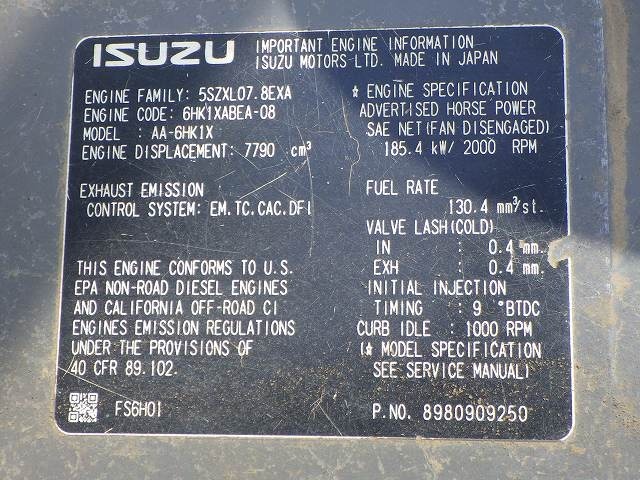 ISUZU
IMPORTANT ENGINE INFORMATION
ISUZU MOTORS LTD. MADE IN JAPAN
ENGINE FAMILY: 5SZXL07.8EXA
ENGINE CODE: 6HK1XABEA-08
MODEL : AA-6HK1X
ENGINE DISPLACEMENT: 7790 cm³
EXHAUST EMISSION
CONTROL SYSTEM: EM.TC.CAC.DFI
THIS ENGINE CONFORMS TO U.S.
EPA NON-ROAD DIESEL ENGINES
AND CALIFORNIA OFF-ROAD CI
ENGINES EMISSION REGULATIONS
UNDER THE PROVISIONS OF
40 CFR 89.102.
FS6H01
* ENGINE SPECIFICATION
ADVERTISED HORSE POWER
SAE NET(FAN DISENGAGED)
185.4 kW/ 2000 RPM
FUEL RATE
130.4 mm³/st.
VALVE LASH(COLD)
IN : 0.4 mm.
EXH : 0.4 mm.
INITIAL INJECTION
TIMING : 9 °BTDC
CURB IDLE : 1000 RPM
(* MODEL SPECIFICATION
SEE SERVICE MANUAL)
P.NO. 8980909250